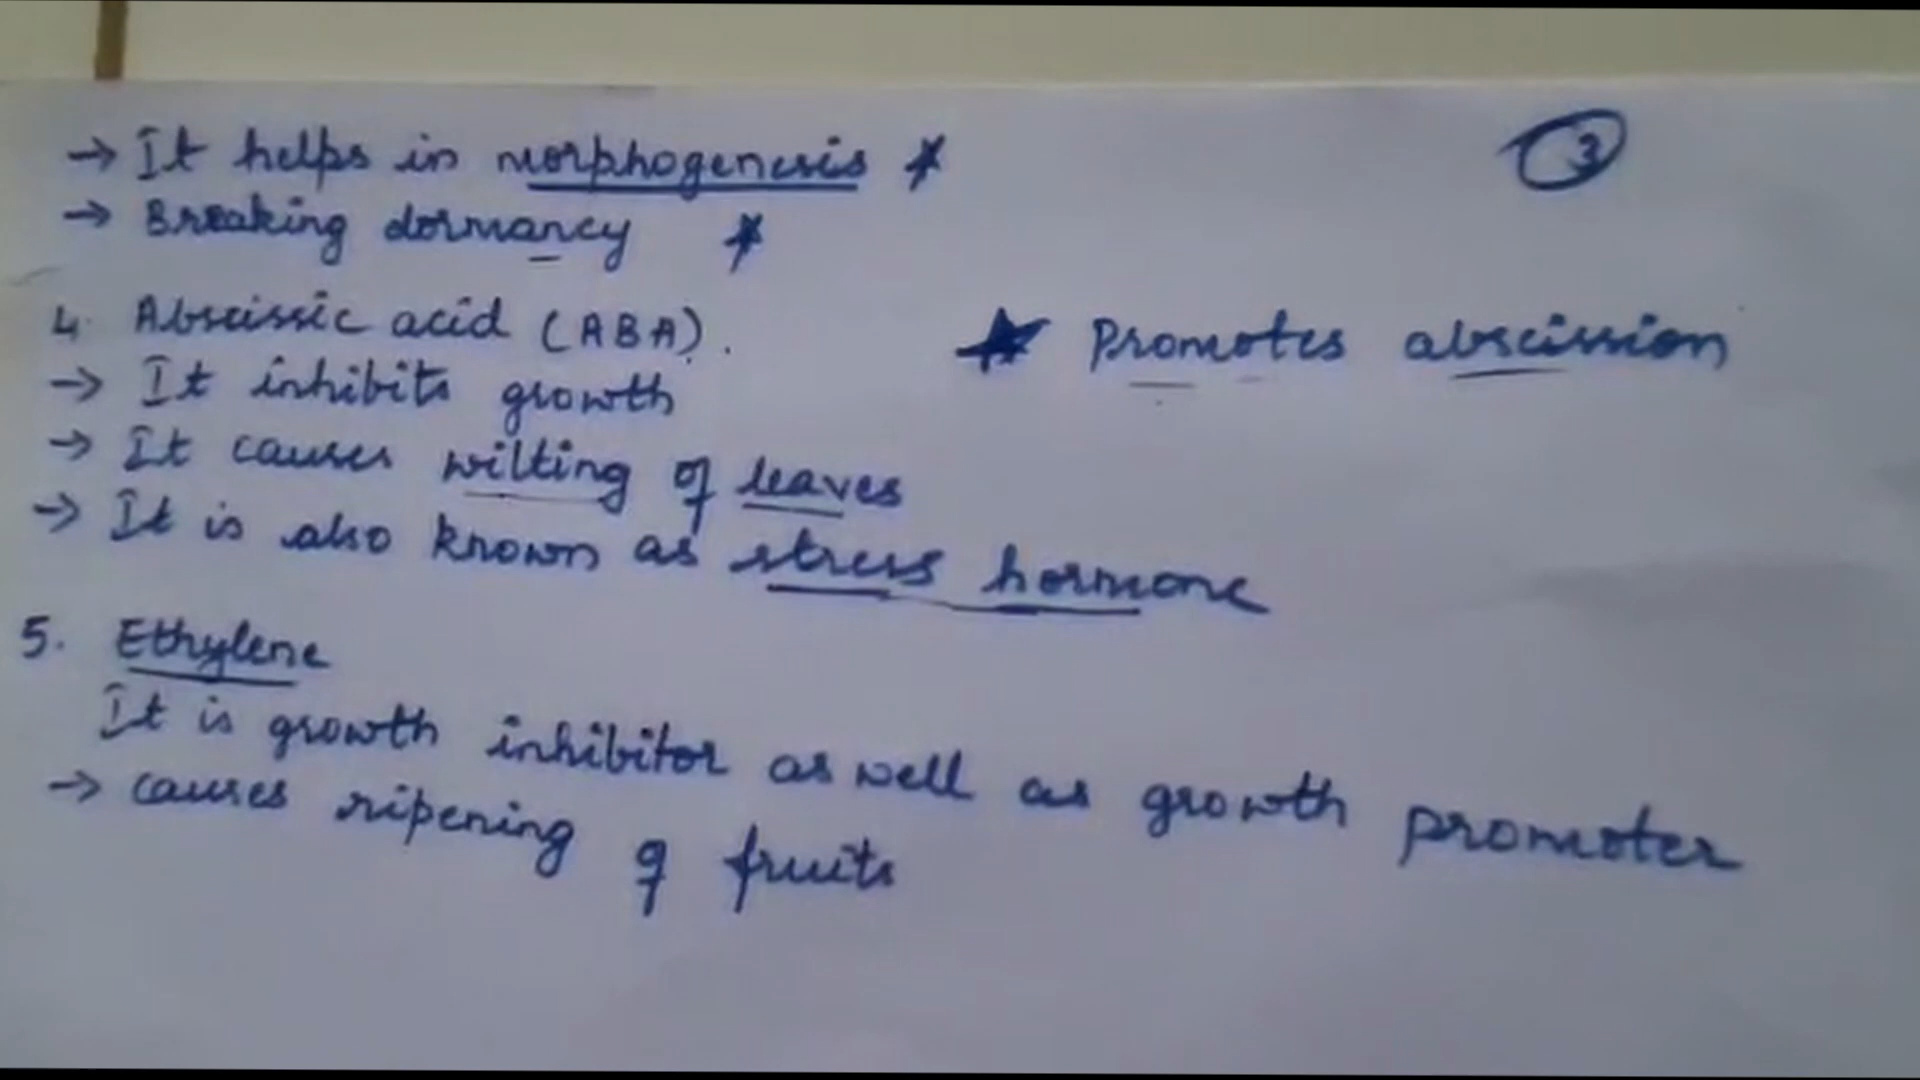 → It helps in morphogenesis ★
3
→ Breaking dormancy ★
4. Abscissic acid (ABA).
★ Promotes abscission
→ It inhibits growth
→ It causes wilting of leaves
→ It is also known as stress hormone
5. Ethylene
It is growth inhibitor as well as growth promoter
→ causes ripening of fruits